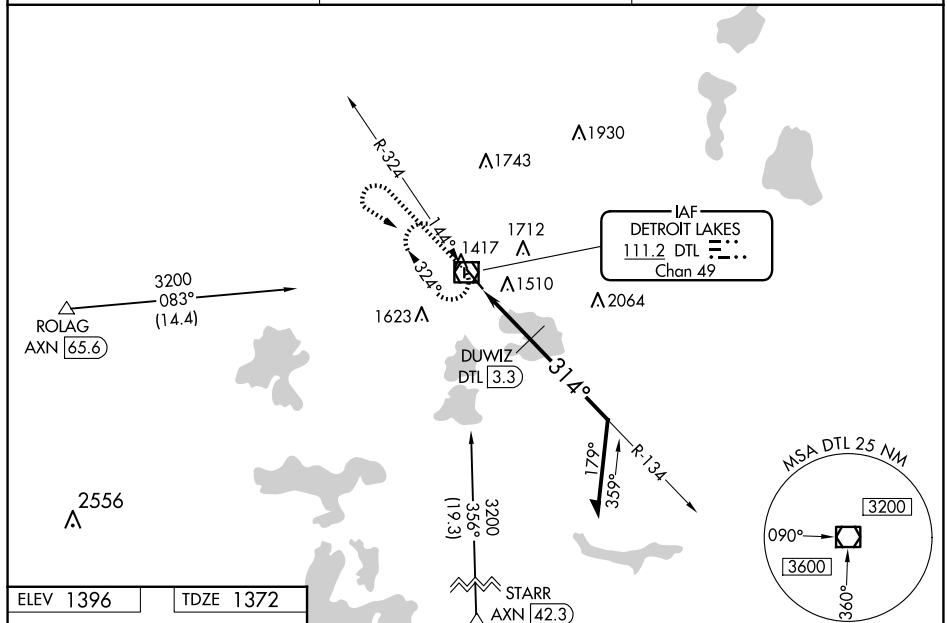 1930
1743
R-324
IAF
DETROIT LAKES
111.2 DTL
Chan 49
1712
144°
1417
324°
1510
2064
3200
083°
(14.4)
ROLAG
AXN 65.6
1623
DUWIZ
DTL 3.3
314°
R-134
179°
359°
MSA DTL 25 NM
3200
090°
3600
360°
2556
3200
356°
(19.3)
STARR
AXN 42.3
ELEV 1396
TDZE 1372